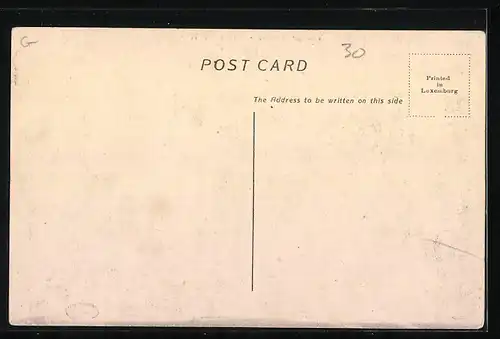 G
30
POST CARD
Printed
in
Luxemburg
The Address to be written on this side